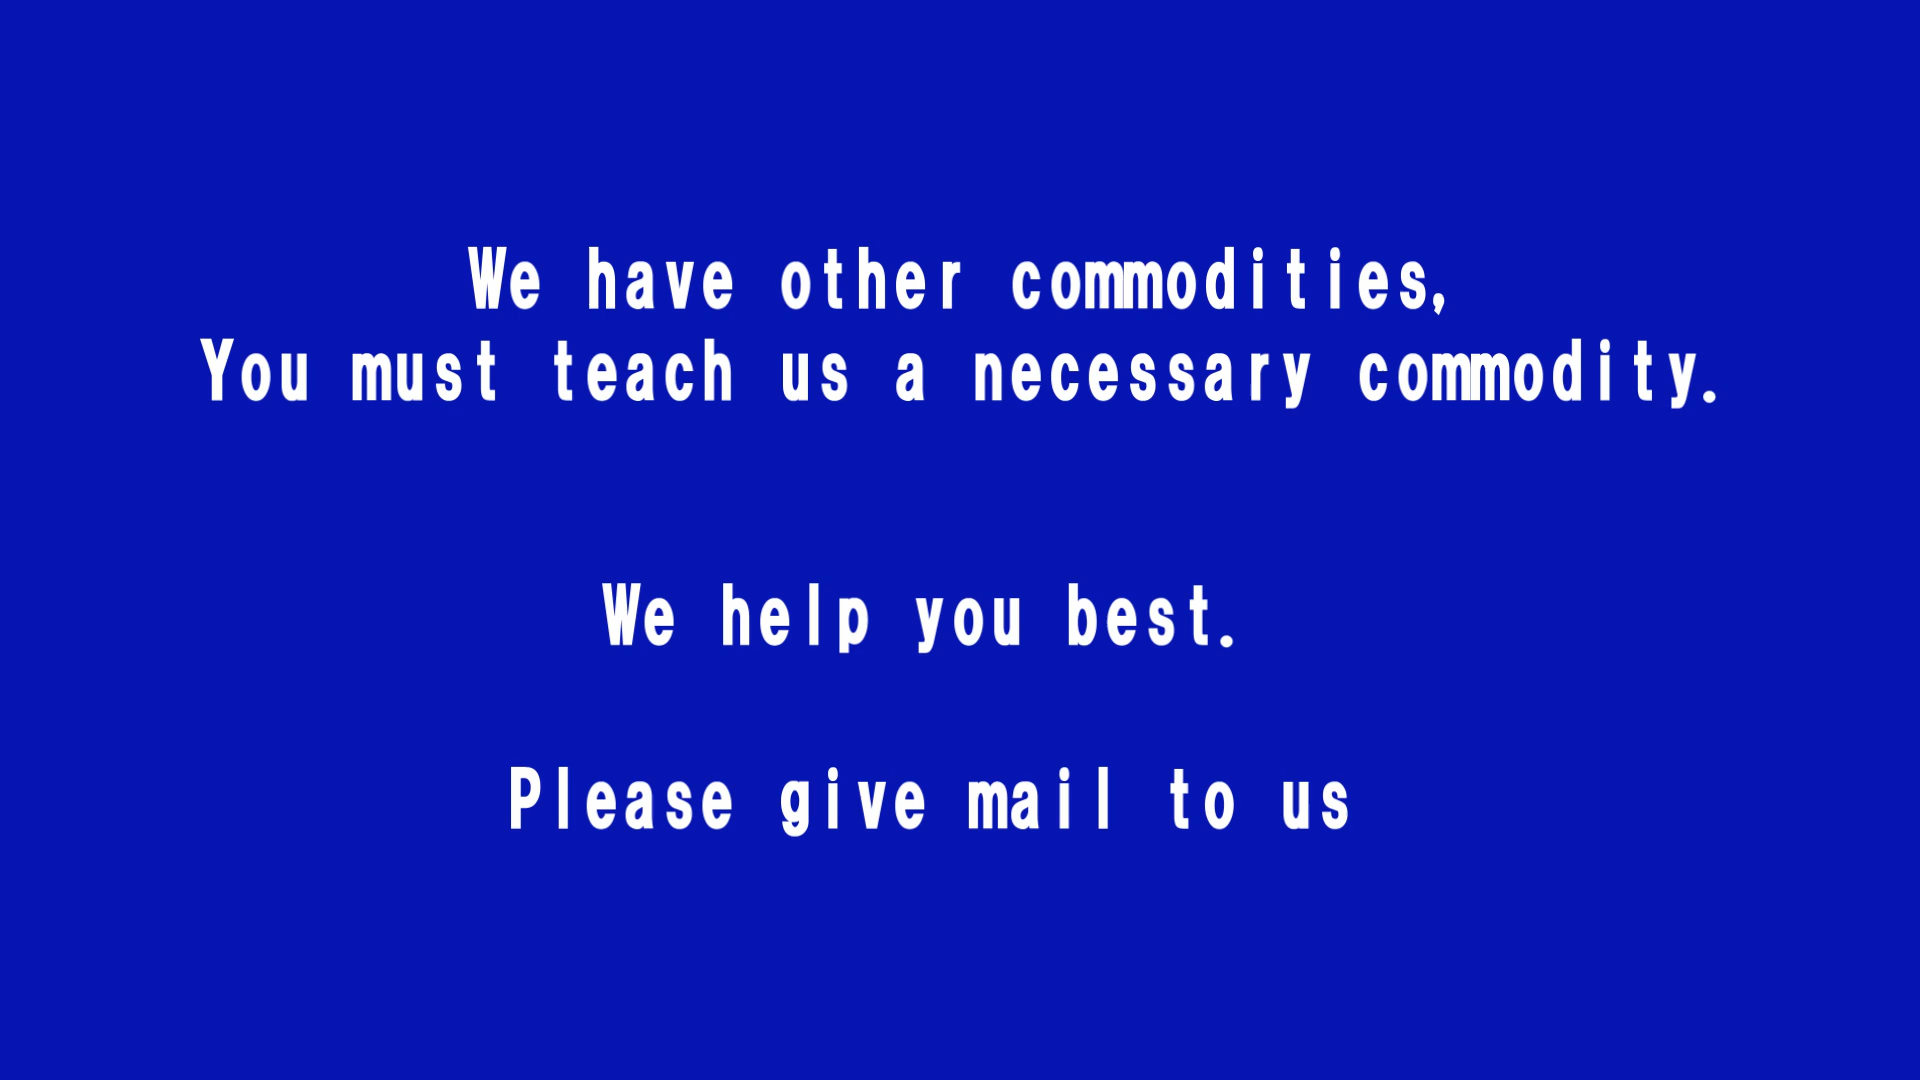 We have other commodities,
You must teach us a necessary commodity.
We help you best.
Please give mail to us